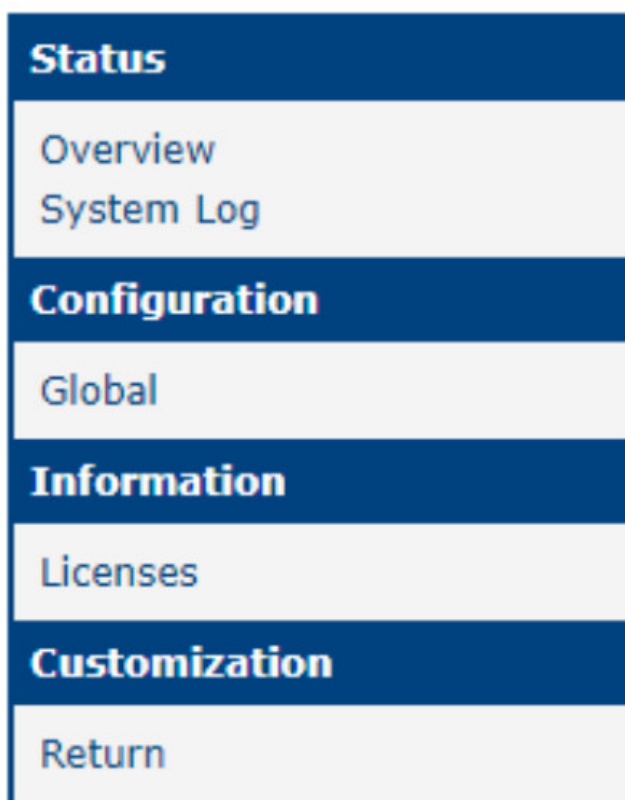 Status
Overview
System Log
Configuration
Global
Information
Licenses
Customization
Return